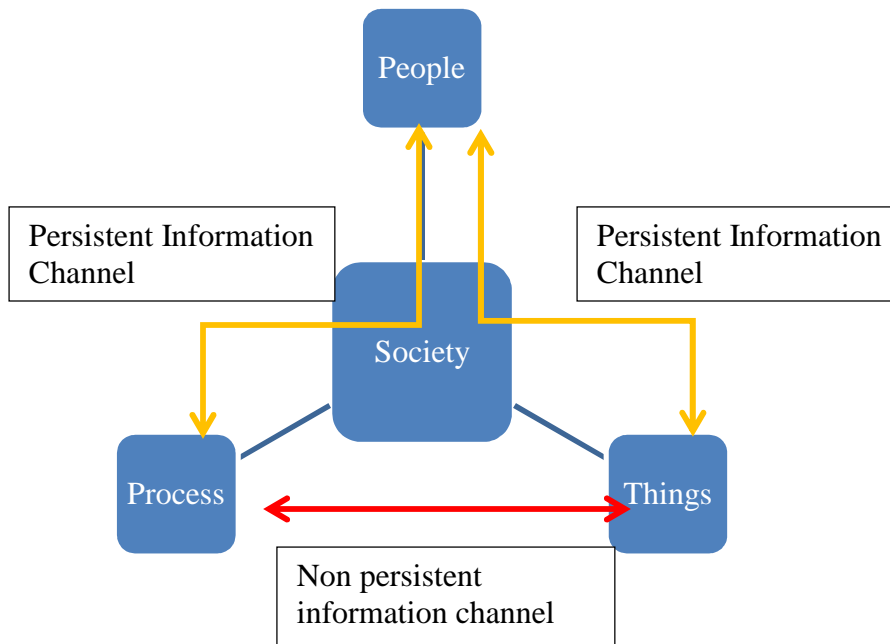 People
Persistent Information
Channel
Persistent Information
Channel
Society
Process
Things
Non persistent
information channel